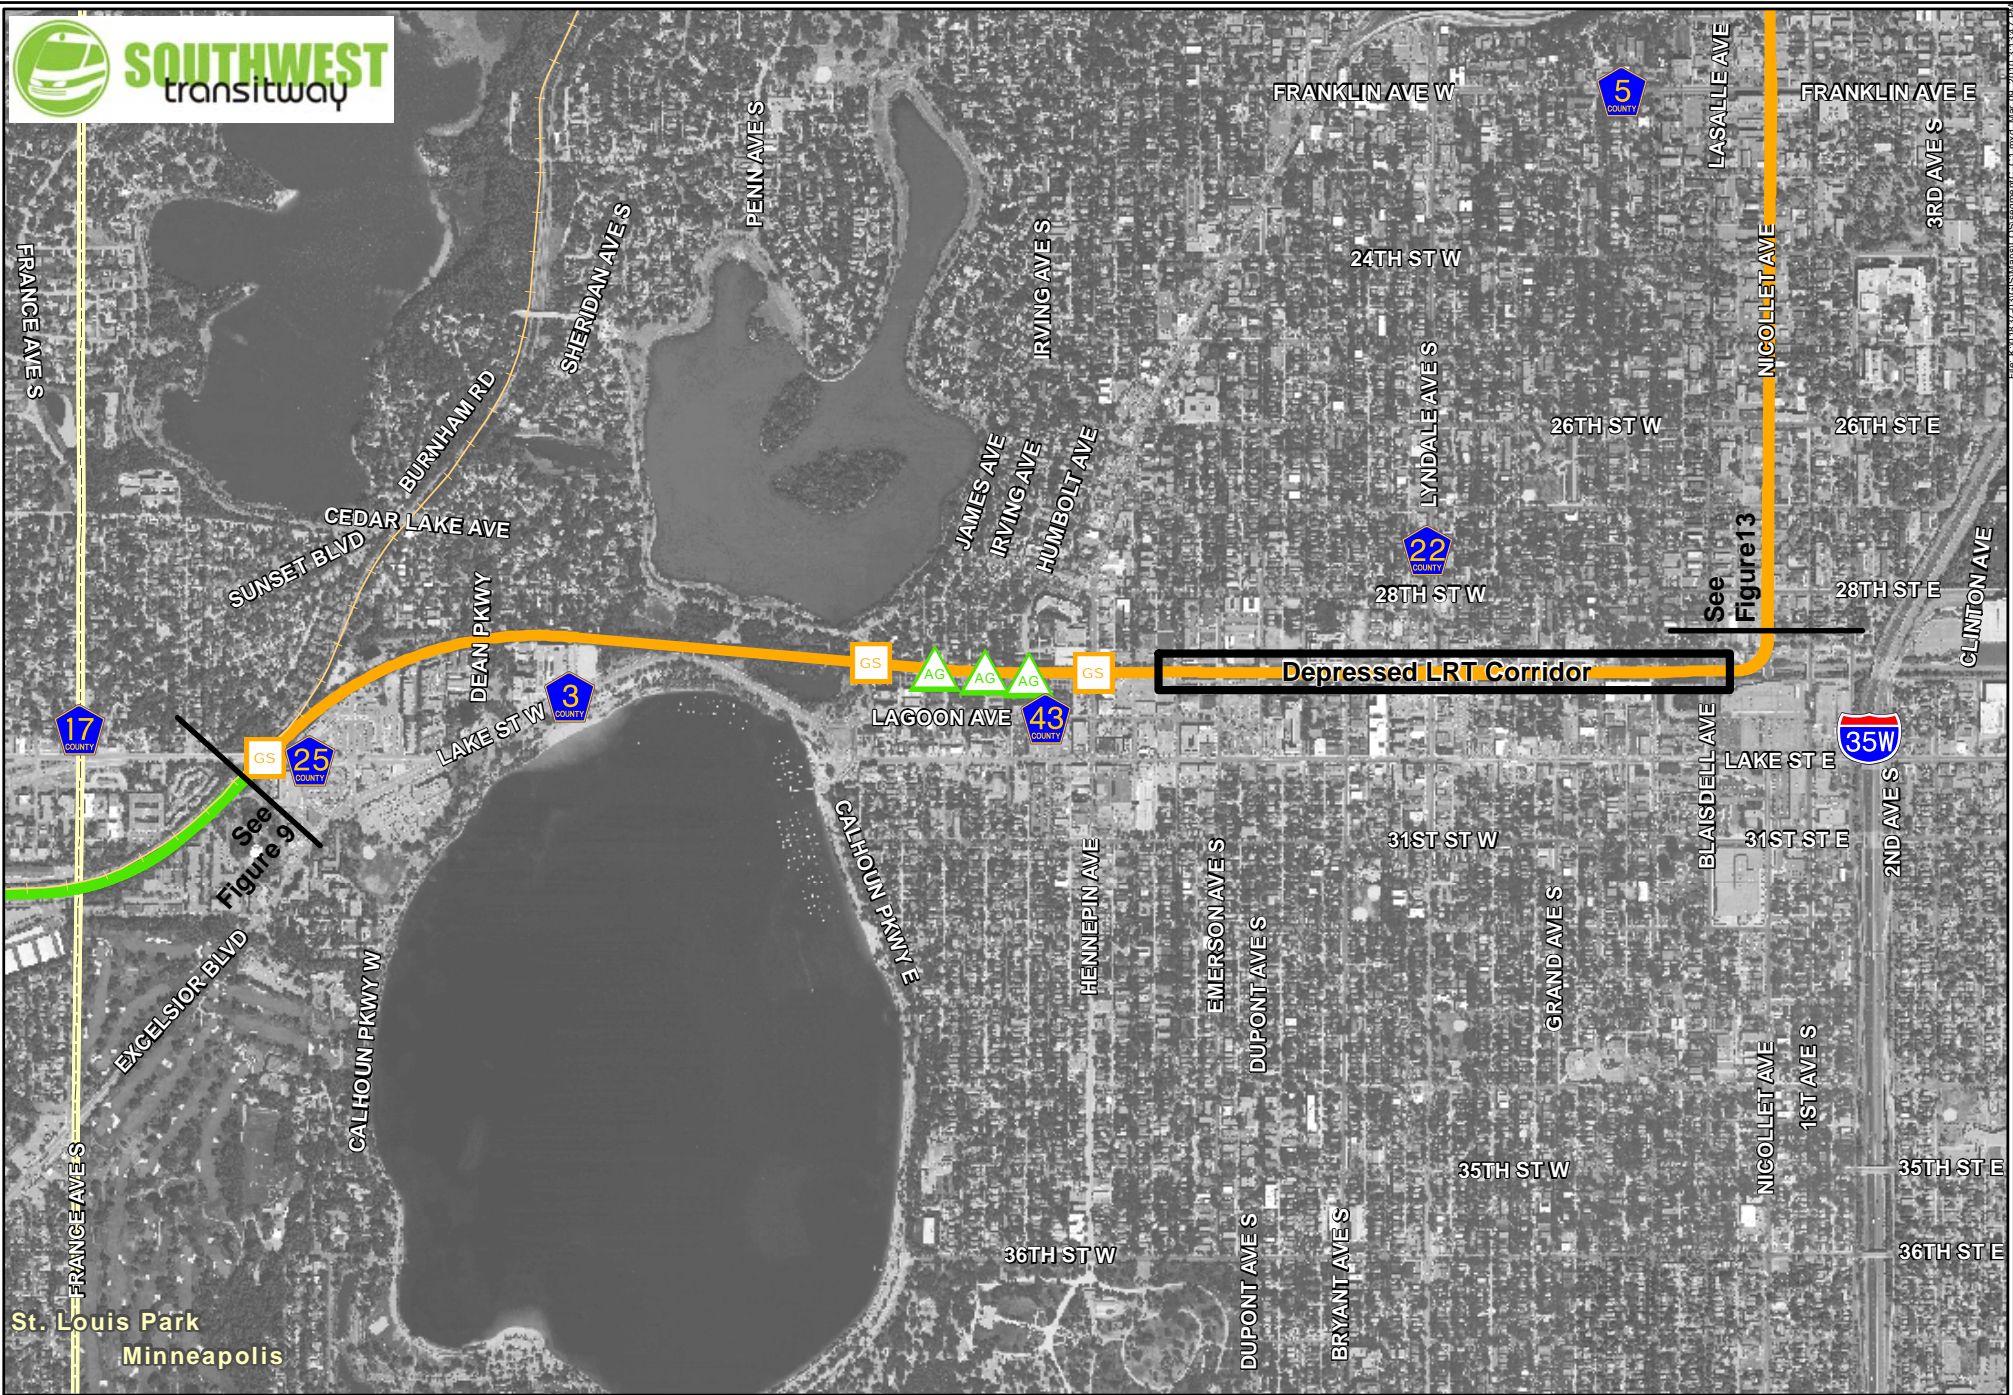 SOUTHWEST
transitway
FRANKLIN AVE W
5
COUNTY
LASALLE AVE
FRANKLIN AVE E
3RD AVE S
PENN AVE S
SHERIDAN AVE S
IRVING AVE S
24TH ST W
NICOLLET AVE
FRANCE AVE S
BURNHAM RD
LYNDALE AVE S
26TH ST W
26TH ST E
JAMES AVE
IRVING AVE
HUMBOLT AVE
CEDAR LAKE AVE
SUNSET BLVD
DEAN PKWY
22
COUNTY
28TH ST W
See
Figure13
28TH ST E
CLINTON AVE
GS
AG
AG
AG
GS
Depressed LRT Corridor
3
COUNTY
LAKE ST W
LAGOON AVE
43
COUNTY
17
COUNTY
GS
25
COUNTY
35W
BLAISDELL AVE
LAKE ST E
2ND AVE S
See
Figure 9
CALHOUN PKWY E
31ST ST W
31ST ST E
HENNEPIN AVE
EMERSON AVE S
DUPONT AVE S
GRAND AVE S
EXCELSIOR BLVD
CALHOUN PKWY W
NICOLLET AVE
1ST AVE S
35TH ST W
35TH ST E
FRANCE AVE S
36TH ST W
DUPONT AVE S
BRYANT AVE S
36TH ST E
St. Louis Park
Minneapolis